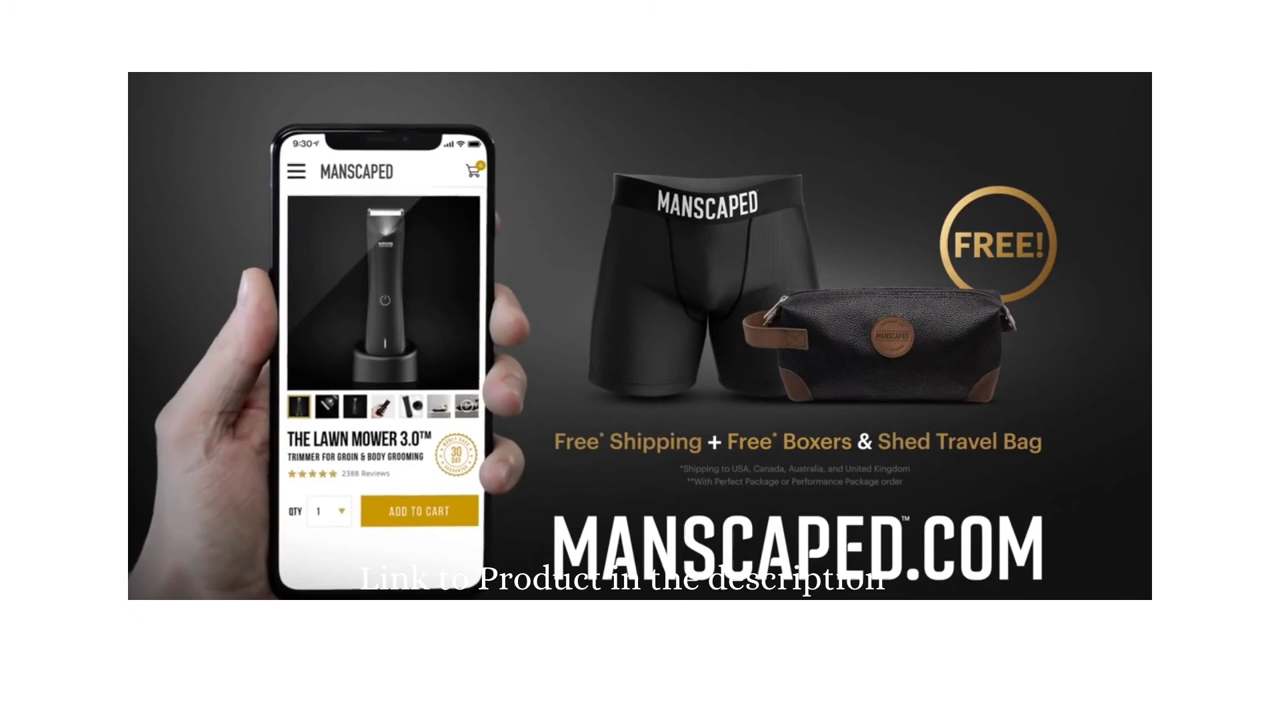 9:30
MANSCAPED
THE LAWN MOWER 3.0™
TRIMMER FOR GROIN & BODY GROOMING
2388 Reviews
30
DAY
QTY 1 ADD TO CART
MANSCAPED
FREE!
MANSCAPED
Free* Shipping + Free* Boxers & Shed Travel Bag
*Shipping to USA, Canada, Australia, and United Kingdom
**With Perfect Package or Performance Package order
MANSCAPED.COM™
Link to Product in the description